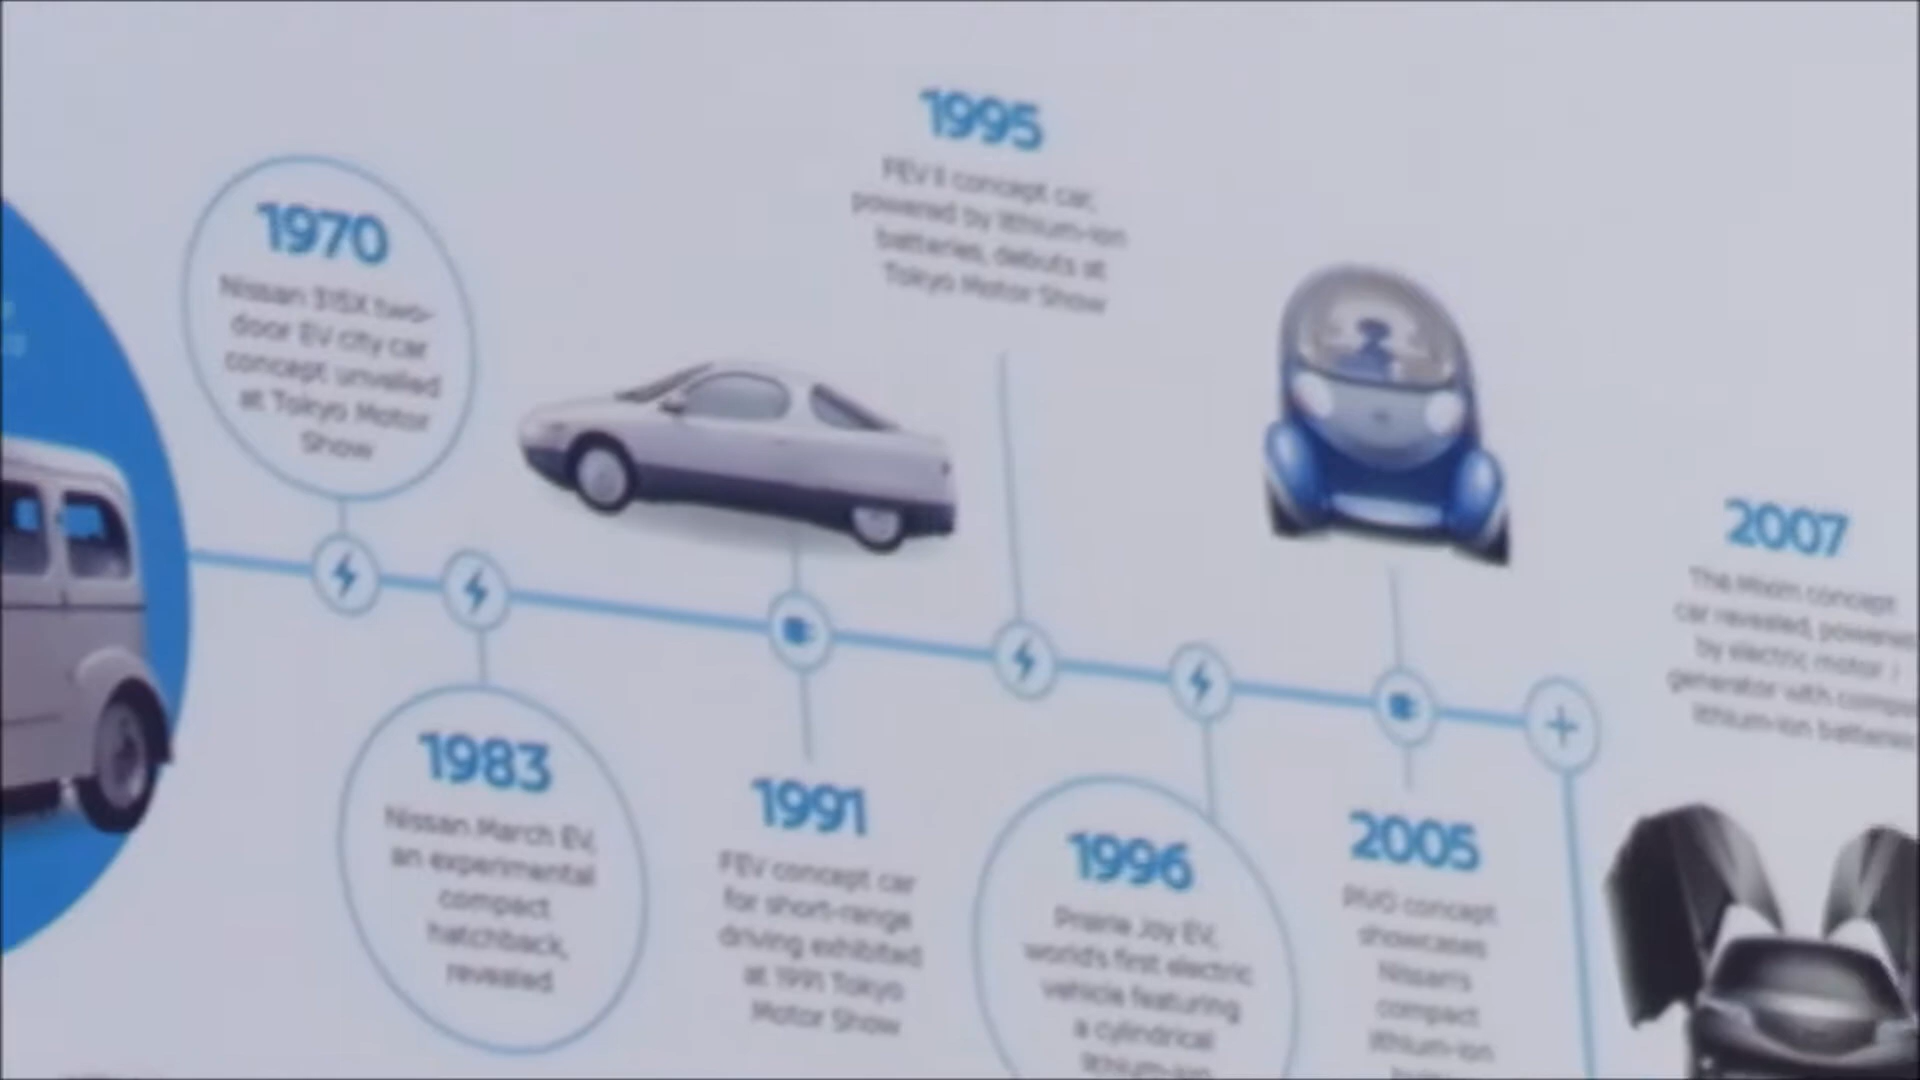 1970
Nissan 315X two-
door EV city car
concept unveiled
at Tokyo Motor
Show
1983
Nissan March EV,
an experimental
compact
hatchback,
revealed
1991
FEV concept car
for short-range
driving exhibited
at 1991 Tokyo
Motor Show
1995
FEV II concept car,
powered by lithium-ion
batteries, debuts at
Tokyo Motor Show
1996
Prairie Joy EV,
world's first electric
vehicle featuring
a cylindrical
lithium-ion
2005
PIVO concept
showcases
Nissan's
compact
lithium-ion
2007
The Mixim concept
car revealed, powered
by electric motor /
generator with
lithium-ion batteries